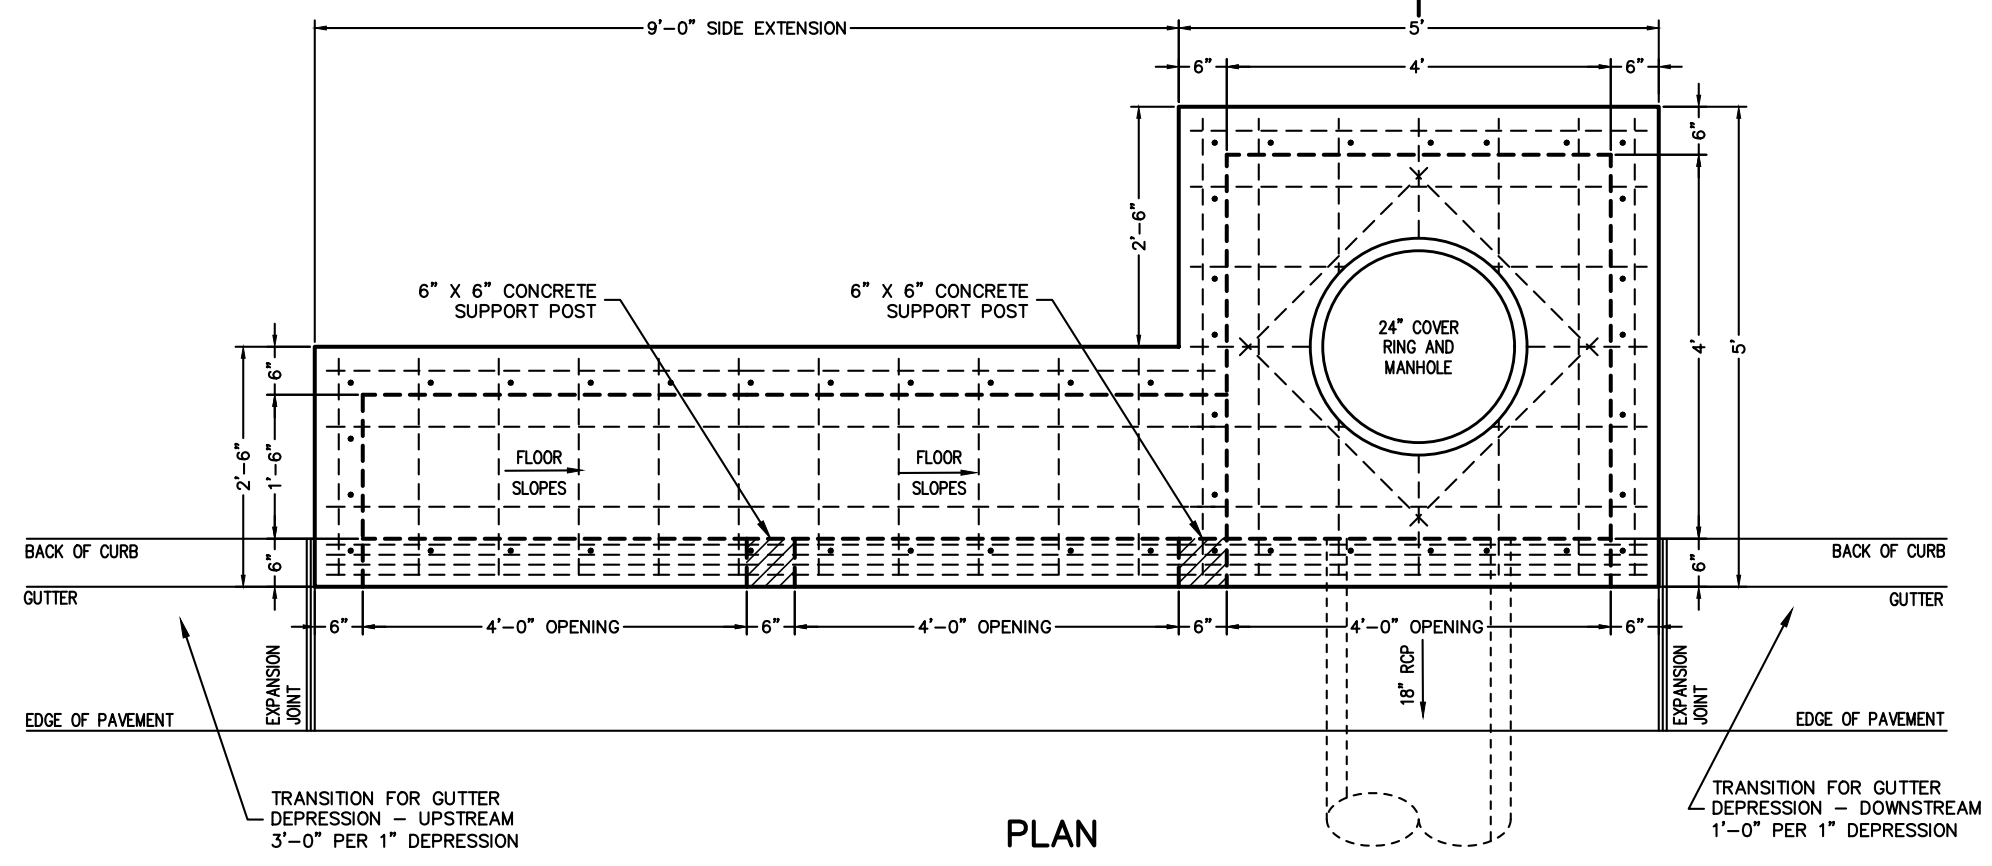 9'-0" SIDE EXTENSION
5'
6"
4'
6"
6"
2'-6"
4'
5'
6" X 6" CONCRETE
SUPPORT POST
6" X 6" CONCRETE
SUPPORT POST
24" COVER
RING AND
MANHOLE
6"
1'-6"
2'-6"
6"
FLOOR
SLOPES
FLOOR
SLOPES
BACK OF CURB
GUTTER
BACK OF CURB
GUTTER
6"
6"
4'-0" OPENING
6"
4'-0" OPENING
6"
4'-0" OPENING
6"
EXPANSION
JOINT
18" RCP
EXPANSION
JOINT
EDGE OF PAVEMENT
EDGE OF PAVEMENT
TRANSITION FOR GUTTER
DEPRESSION - UPSTREAM
3'-0" PER 1" DEPRESSION
PLAN
TRANSITION FOR GUTTER
DEPRESSION - DOWNSTREAM
1'-0" PER 1" DEPRESSION